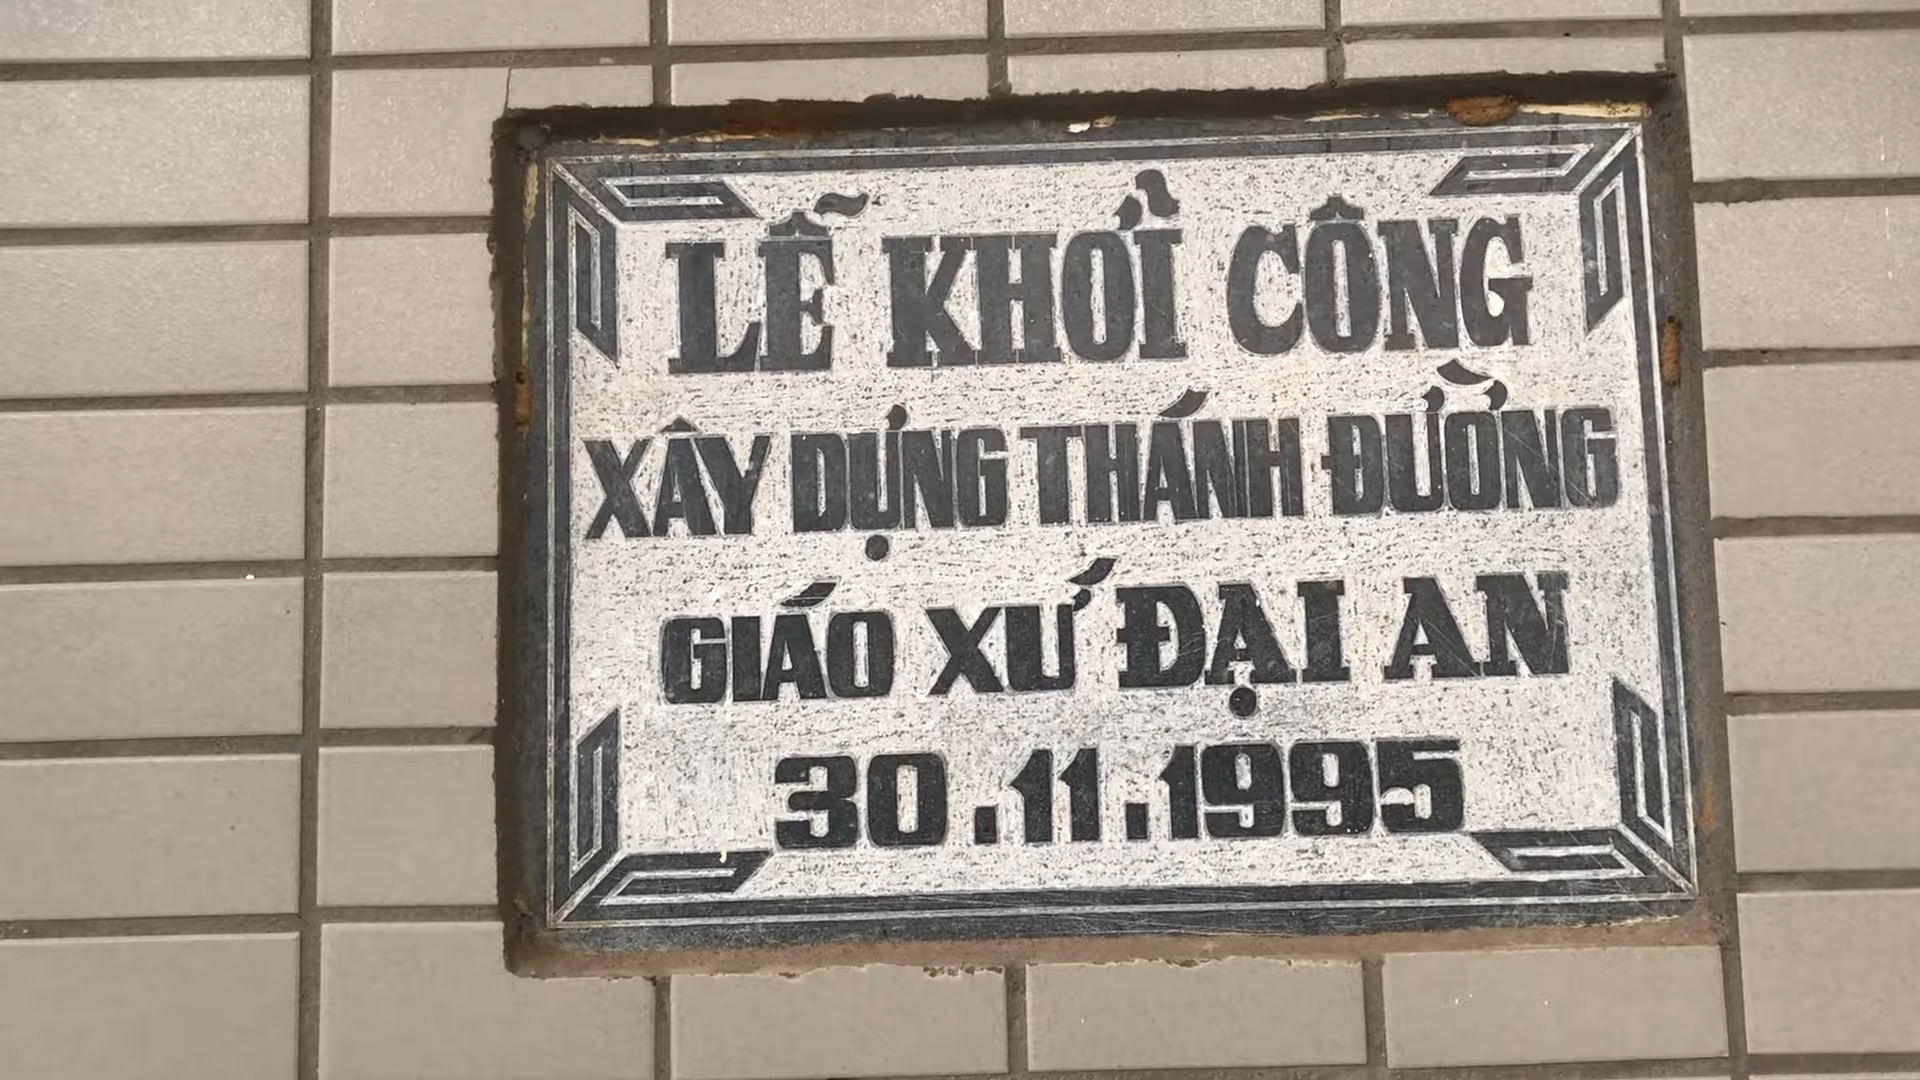 LỄ KHỞI CÔNG
XÂY DỰNG THÁNH ĐƯỜNG
GIÁO XỨ ĐẠI AN
30.11.1995